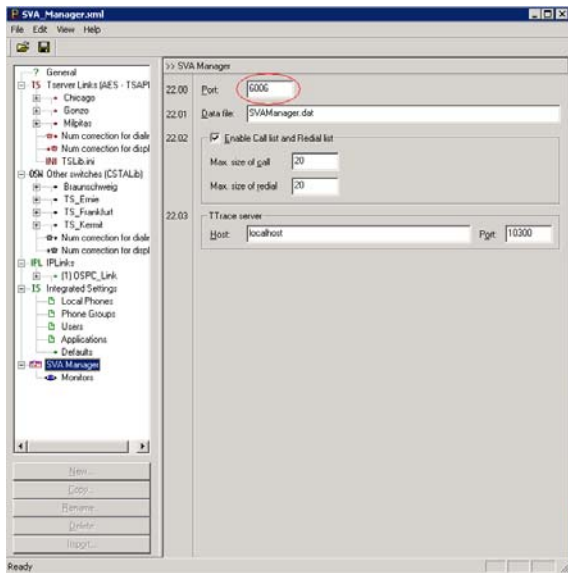 SVA_Manager.xml
File Edit View Help
? General
TS Tserver Links (AES - TSAPI
Chicago
Gonzo
Milpitas
Num correction for diale
Num correction for displ
INI TSLib.ini
OSW Other switches (CSTALib)
Braunschweig
TS_Ernie
TS_Frankfurt
TS_Kermit
Num correction for diale
Num correction for displ
IPL IPLinks
(1) OSPC_Link
IS Integrated Settings
Local Phones
Phone Groups
Users
Applications
Defaults
SVA Manager
Monitors
New...
Copy...
Rename...
Delete
Import...
>> SVA Manager
22.00 Port: 6006
22.01 Data file: SVAManager.dat
22.02 Enable Call list and Redial list
Max. size of call 20
Max. size of redial 20
22.03 TTrace server
Host: localhost Port: 10300
Ready